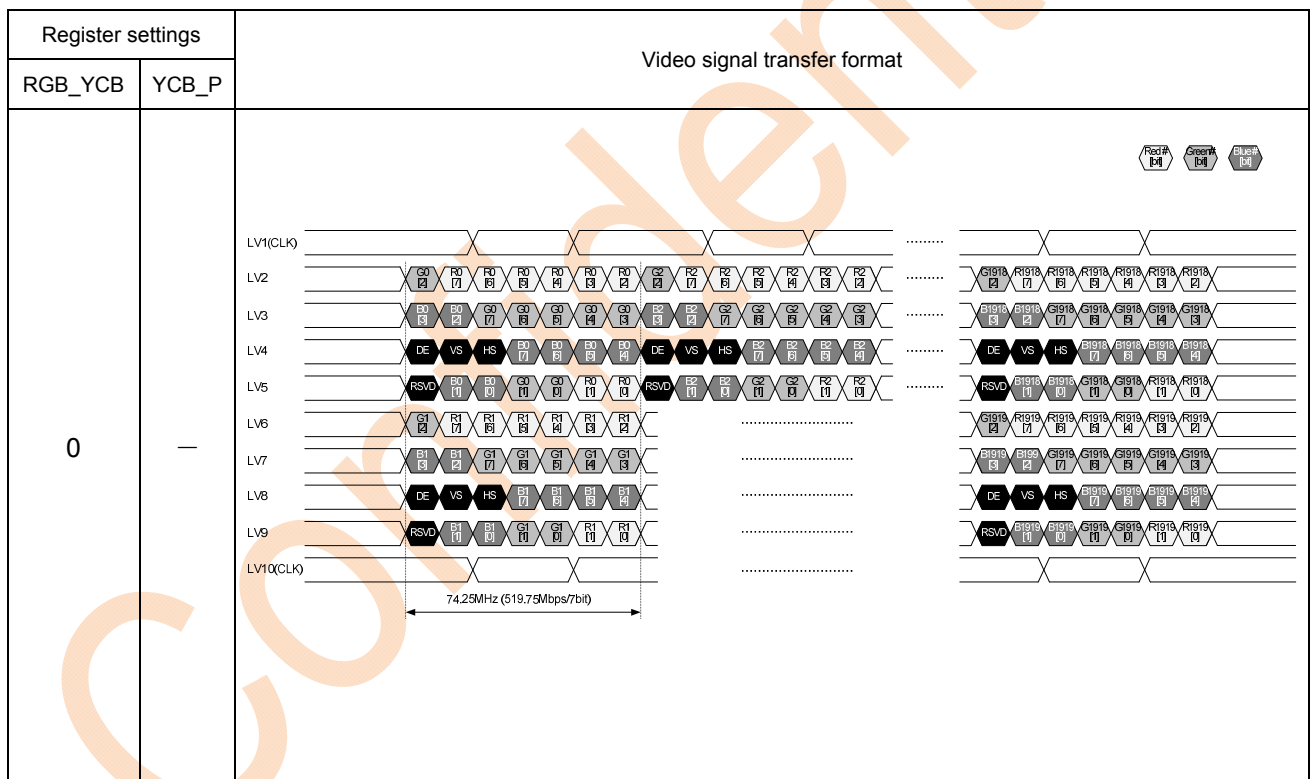 Register settings
Video signal transfer format
RGB_YCB
YCB_P
Red# [bit] Green# [bit] Blue# [bit]
LV1(CLK) .........
LV2 G0 [2] R0 [7] R0 [6] R0 [5] R0 [4] R0 [3] R0 [2] G2 [2] R2 [7] R2 [6] R2 [5] R2 [4] R2 [3] R2 [2] ......... G1918 [2] R1918 [7] R1918 [6] R1918 [5] R1918 [4] R1918 [3] R1918 [2]
LV3 B0 [3] B0 [2] G0 [7] G0 [6] G0 [5] G0 [4] G0 [3] B2 [3] B2 [2] G2 [7] G2 [6] G2 [5] G2 [4] G2 [3] ......... B1918 [3] B1918 [2] G1918 [7] G1918 [6] G1918 [5] G1918 [4] G1918 [3]
LV4 DE VS HS B0 [7] B0 [6] B0 [5] B0 [4] DE VS HS B2 [7] B2 [6] B2 [5] B2 [4] ......... DE VS HS B1918 [7] B1918 [6] B1918 [5] B1918 [4]
LV5 RSVD B0 [1] B0 [0] G0 [1] G0 [0] R0 [1] R0 [0] RSVD B2 [1] B2 [0] G2 [1] G2 [0] R2 [1] R2 [0] ......... RSVD B1918 [1] B1918 [0] G1918 [1] G1918 [0] R1918 [1] R1918 [0]
LV6 G1 [2] R1 [7] R1 [6] R1 [5] R1 [4] R1 [3] R1 [2] ............................ G1919 [2] R1919 [7] R1919 [6] R1919 [5] R1919 [4] R1919 [3] R1919 [2]
0 —
LV7 B1 [3] B1 [2] G1 [7] G1 [6] G1 [5] G1 [4] G1 [3] ............................ B1919 [3] B199 [2] G1919 [7] G1919 [6] G1919 [5] G1919 [4] G1919 [3]
LV8 DE VS HS B1 [7] B1 [6] B1 [5] B1 [4] ............................ DE VS HS B1919 [7] B1919 [6] B1919 [5] B1919 [4]
LV9 RSVD B1 [1] B1 [0] G1 [1] G1 [0] R1 [1] R1 [0] ............................ RSVD B1919 [1] B1919 [0] G1919 [1] G1919 [0] R1919 [1] R1919 [0]
LV10(CLK) ............................
74.25MHz (519.75Mbps/7bit)
Confident